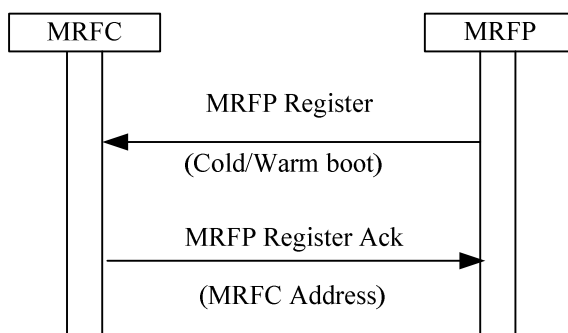 MRFC
MRFP
MRFP Register
(Cold/Warm boot)
MRFP Register Ack
(MRFC Address)